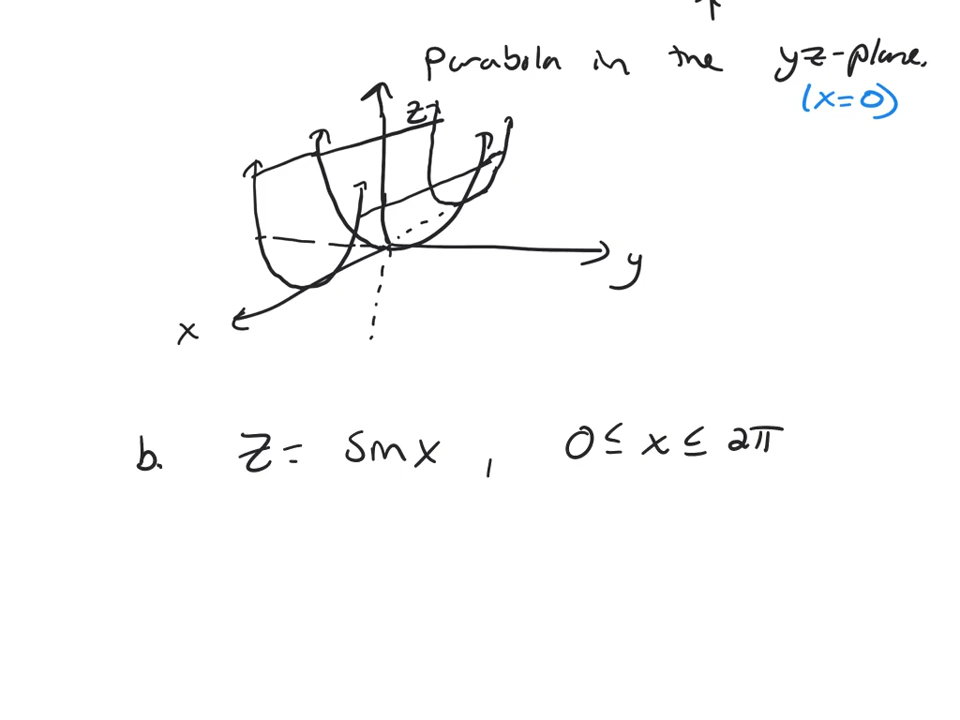 Parabola in the yz-plane.
(x=0)
z
y
x
b. z = sin x , 0 ≤ x ≤ 2π